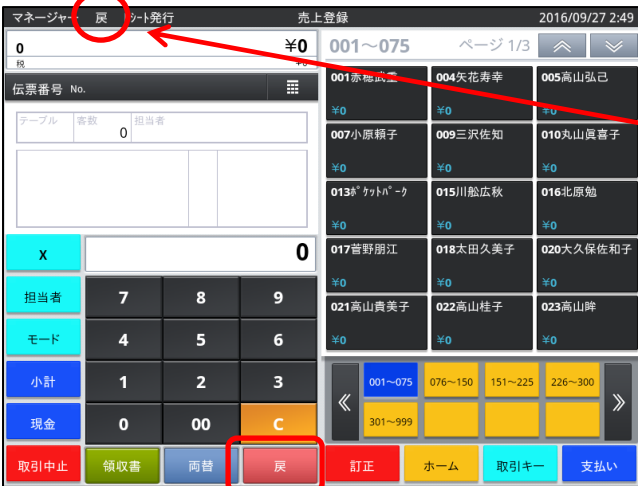 マネージャー 戻 レシート発行 売上登録 2016/09/27 2:49
0 ¥0
税 ¥0
001～075 ページ 1/3
伝票番号 No.
テーブル 客数 0 担当者
001赤穂武重 004矢花寿幸 005高山弘己
¥0 ¥0 ¥0
007小原頼子 009三沢佐知 010丸山眞喜子
¥0 ¥0 ¥0
013ﾎﾟｹｯﾄﾊﾟｰｸ 015川船広秋 016北原勉
¥0 ¥0 ¥0
017菅野朋江 018太田久美子 020大久保佐和子
¥0 ¥0 ¥0
021高山貴美子 022高山桂子 023高山眸
¥0 ¥0 ¥0
X 0
担当者 7 8 9
モード 4 5 6
小計 1 2 3
現金 0 00 C
取引中止 領収書 両替 戻
001～075 076～150 151～225 226～300
301～999
訂正 ホーム 取引キー 支払い